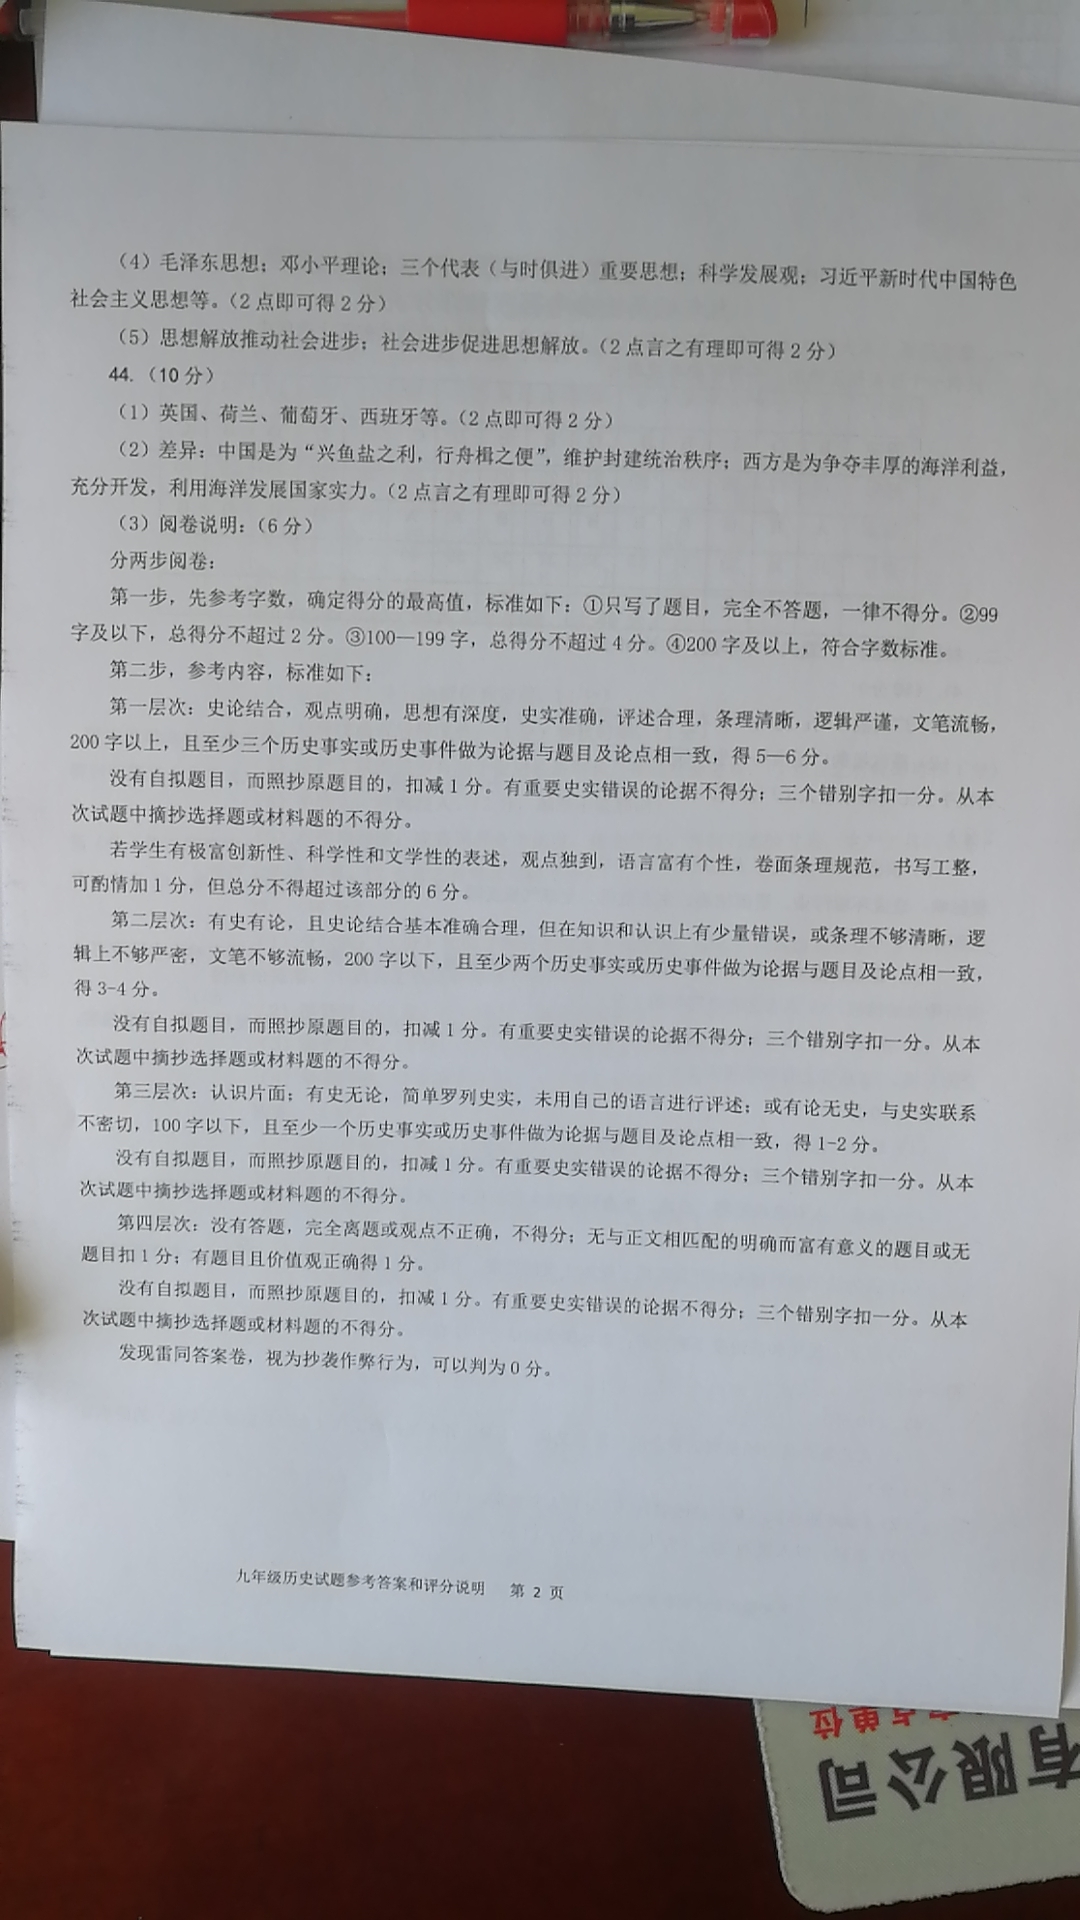 （4）毛泽东思想；邓小平理论；三个代表（与时俱进）重要思想；科学发展观；习近平新时代中国特色
社会主义思想等。（2点即可得2分）
（5）思想解放推动社会进步；社会进步促进思想解放。（2点言之有理即可得2分）
44.（10分）
（1）英国、荷兰、葡萄牙、西班牙等。（2点即可得2分）
（2）差异：中国是为“兴鱼盐之利，行舟楫之便”，维护封建统治秩序；西方是为争夺丰厚的海洋利益，
充分开发，利用海洋发展国家实力。（2点言之有理即可得2分）
（3）阅卷说明：（6分）
分两步阅卷：
第一步，先参考字数，确定得分的最高值，标准如下：①只写了题目，完全不答题，一律不得分。②99
字及以下，总得分不超过2分。③100—199字，总得分不超过4分。④200字及以上，符合字数标准。
第二步，参考内容，标准如下：
第一层次：史论结合，观点明确，思想有深度，史实准确，评述合理，条理清晰，逻辑严谨，文笔流畅，
200字以上，且至少三个历史事实或历史事件做为论据与题目及论点相一致，得5—6分。
没有自拟题目，而照抄原题目的，扣减1分。有重要史实错误的论据不得分；三个错别字扣一分。从本
次试题中摘抄选择题或材料题的不得分。
若学生有极富创新性、科学性和文学性的表述，观点独到，语言富有个性，卷面条理规范，书写工整，
可酌情加1分，但总分不得超过该部分的6分。
第二层次：有史有论，且史论结合基本准确合理，但在知识和认识上有少量错误，或条理不够清晰，逻
辑上不够严密，文笔不够流畅，200字以下，且至少两个历史事实或历史事件做为论据与题目及论点相一致，
得3-4分。
没有自拟题目，而照抄原题目的，扣减1分。有重要史实错误的论据不得分；三个错别字扣一分。从本
次试题中摘抄选择题或材料题的不得分。
第三层次：认识片面；有史无论，简单罗列史实，未用自己的语言进行评述；或有论无史，与史实联系
不密切，100字以下，且至少一个历史事实或历史事件做为论据与题目及论点相一致，得1-2分。
没有自拟题目，而照抄原题目的，扣减1分。有重要史实错误的论据不得分；三个错别字扣一分。从本
次试题中摘抄选择题或材料题的不得分。
第四层次：没有答题，完全离题或观点不正确，不得分；无与正文相匹配的明确而富有意义的题目或无
题目扣1分；有题目且价值观正确得1分。
没有自拟题目，而照抄原题目的，扣减1分。有重要史实错误的论据不得分；三个错别字扣一分。从本
次试题中摘抄选择题或材料题的不得分。
发现雷同答案卷，视为抄袭作弊行为，可以判为0分。
九年级历史试题参考答案和评分说明 第 2 页
点单位
有限公司